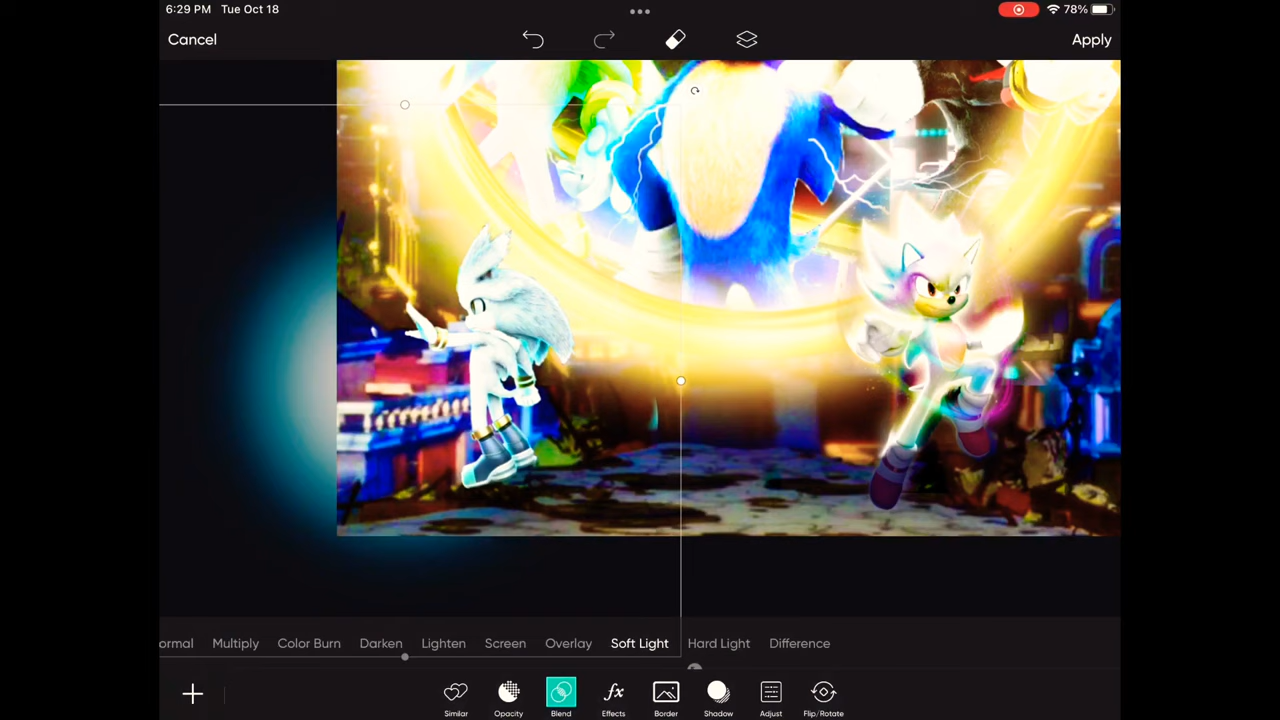 6:29 PM Tue Oct 18 78%
Cancel Apply
ormal Multiply Color Burn Darken Lighten Screen Overlay Soft Light Hard Light Difference
Similar Opacity Blend Effects Border Shadow Adjust Flip/Rotate